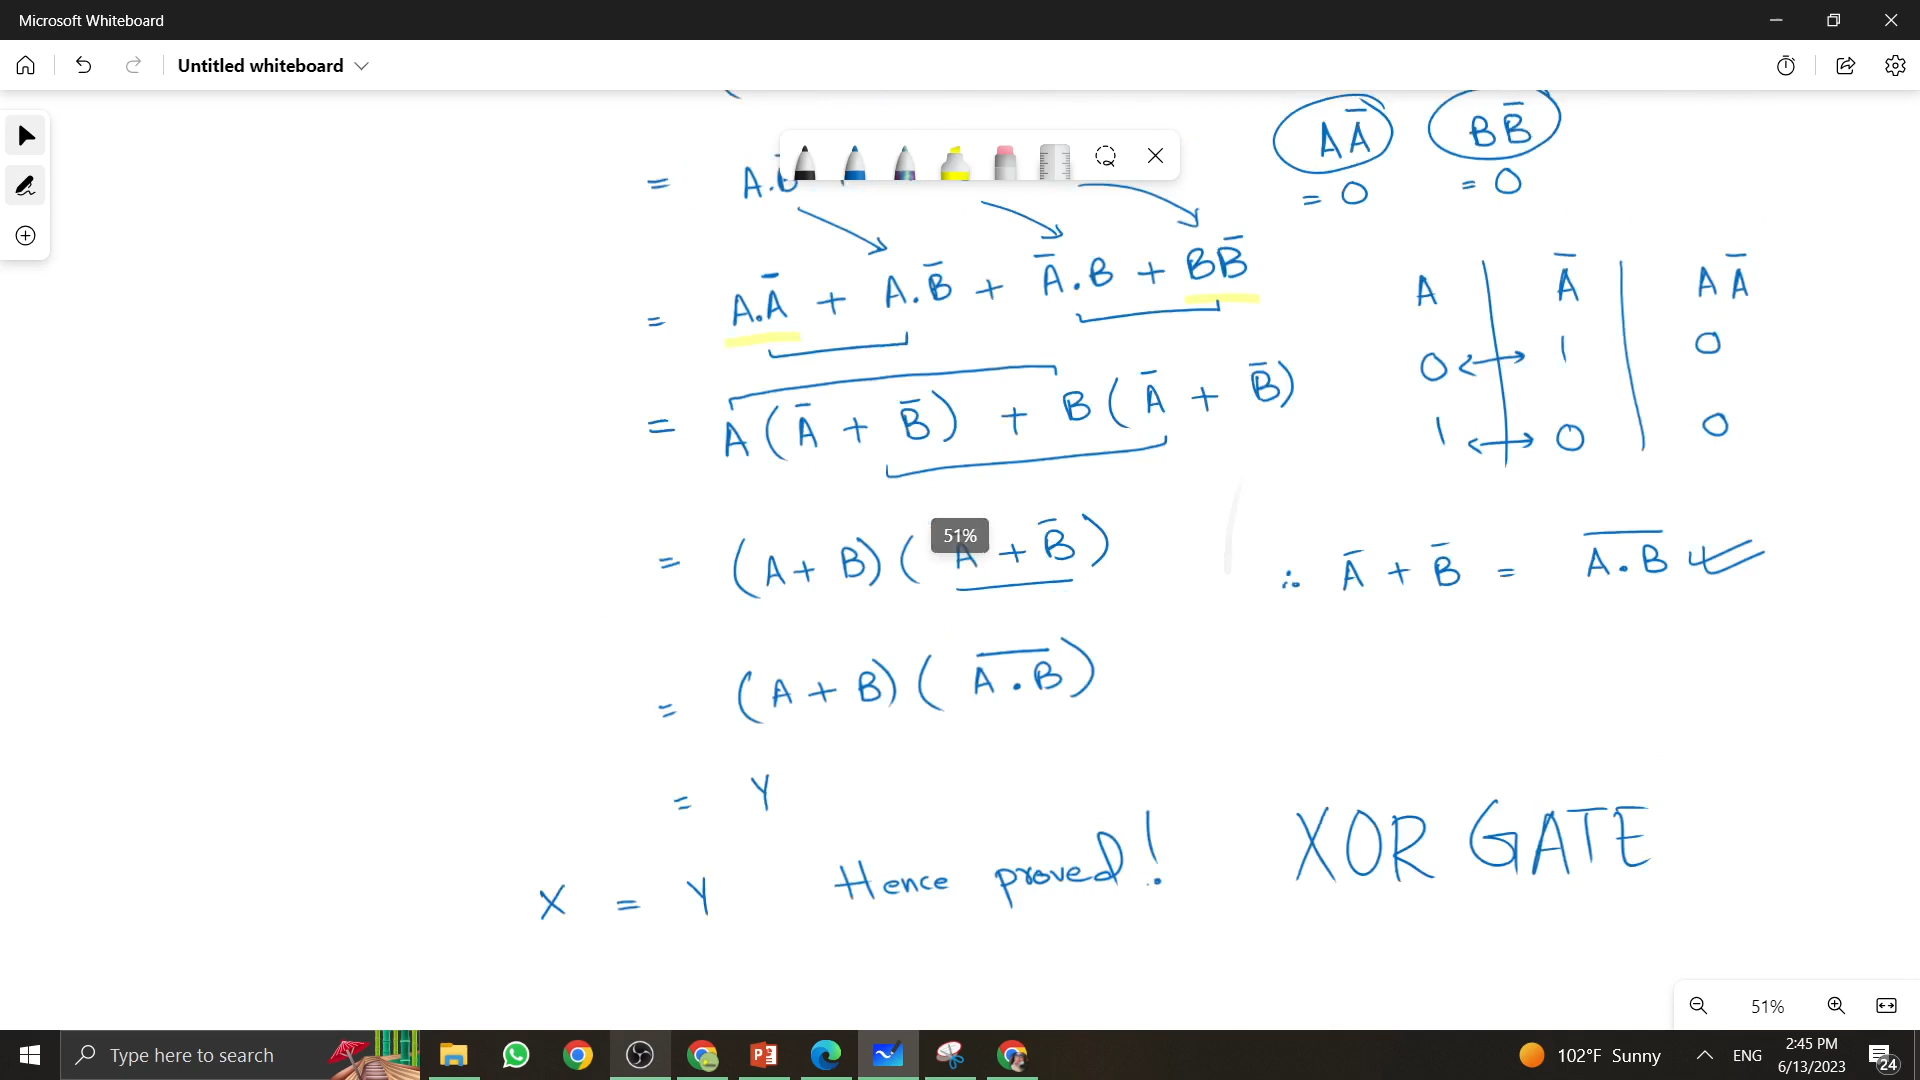 Microsoft Whiteboard
Untitled whiteboard
AĀ BB̄
= 0 = 0
= A.
= A.Ā + A.B̄ + Ā.B + BB̄
A Ā AĀ
0 1 0
1 0 0
= A(Ā + B̄) + B(Ā + B̄)
51%
= (A + B)(A + B̄)
∴ Ā + B̄ = A̅.̅B̅
= (A + B)(A̅.̅B̅)
= Y
X = Y Hence proved! XOR GATE
51%
Type here to search
102°F Sunny
ENG
2:45 PM
6/13/2023
24